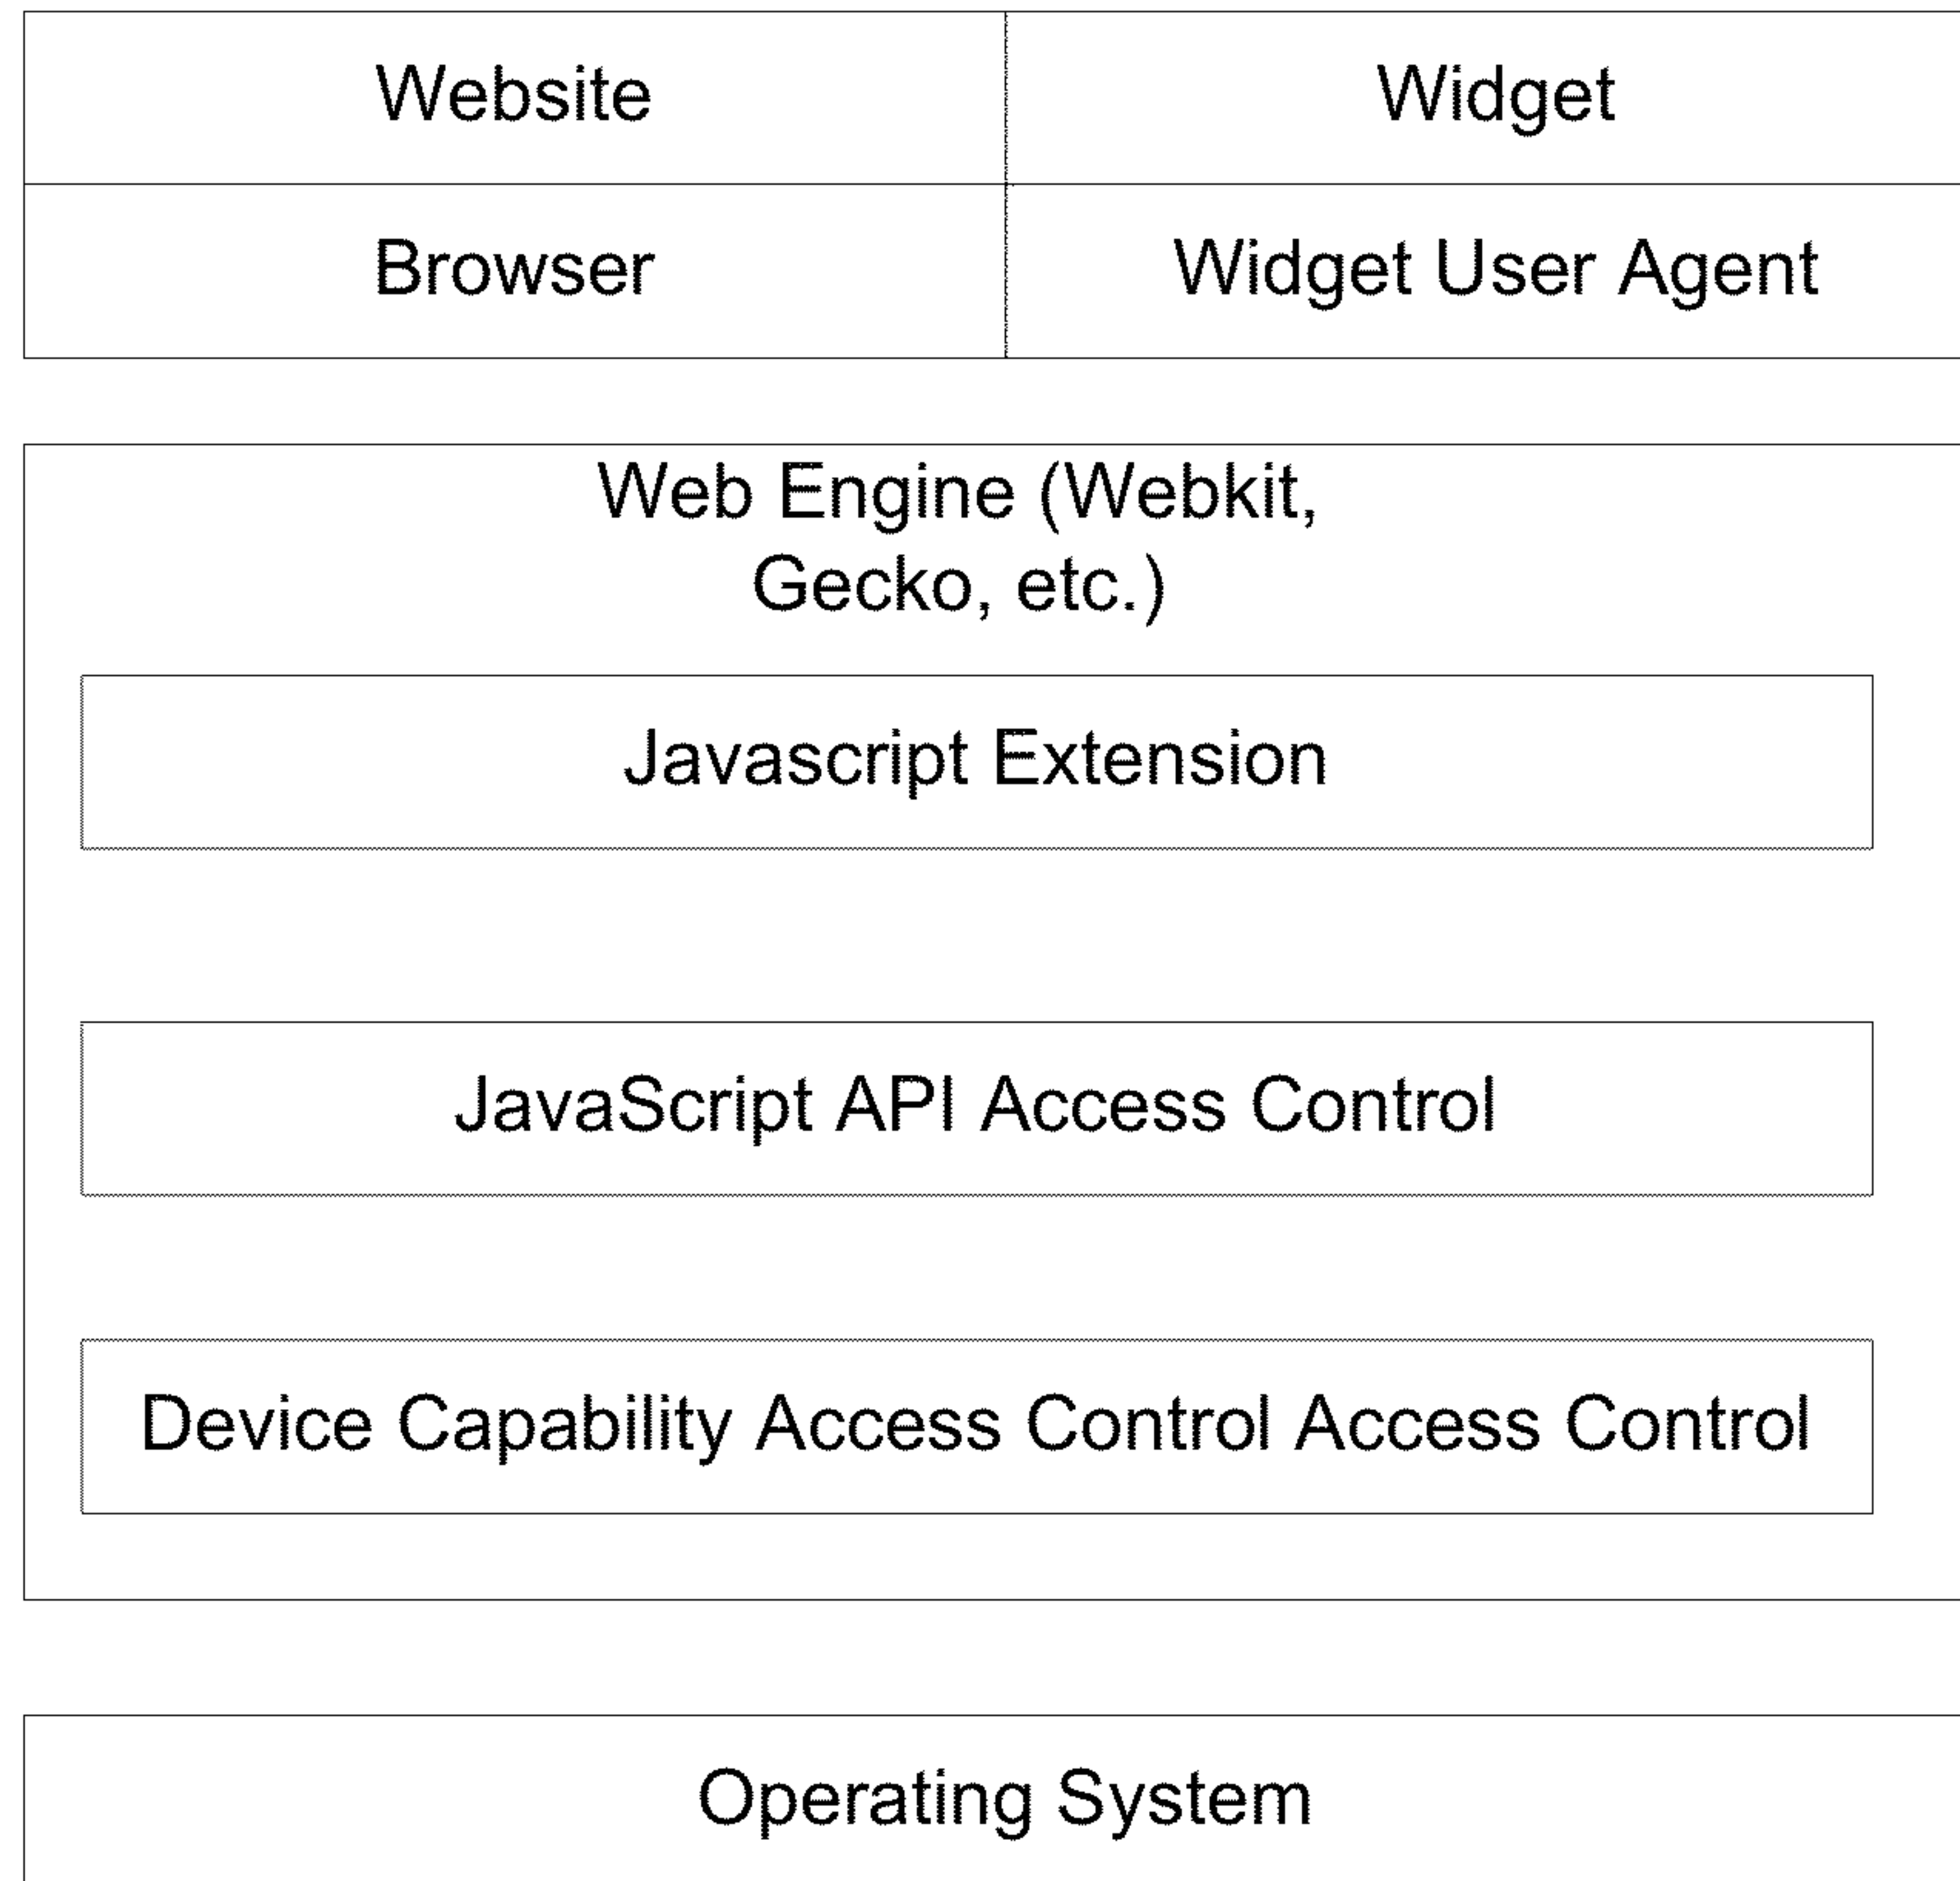 Website
Widget
Browser
Widget User Agent
Web Engine (Webkit,
Gecko, etc.)
Javascript Extension
JavaScript API Access Control
Device Capability Access Control Access Control
Operating System